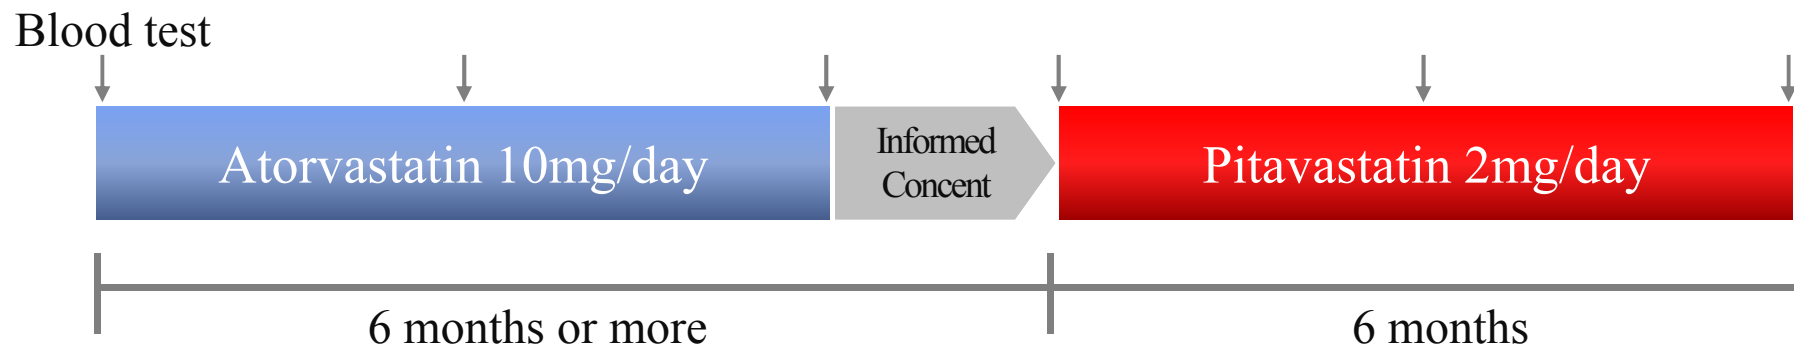 Blood test
Atorvastatin 10mg/day
Informed
Concent
Pitavastatin 2mg/day
6 months or more
6 months